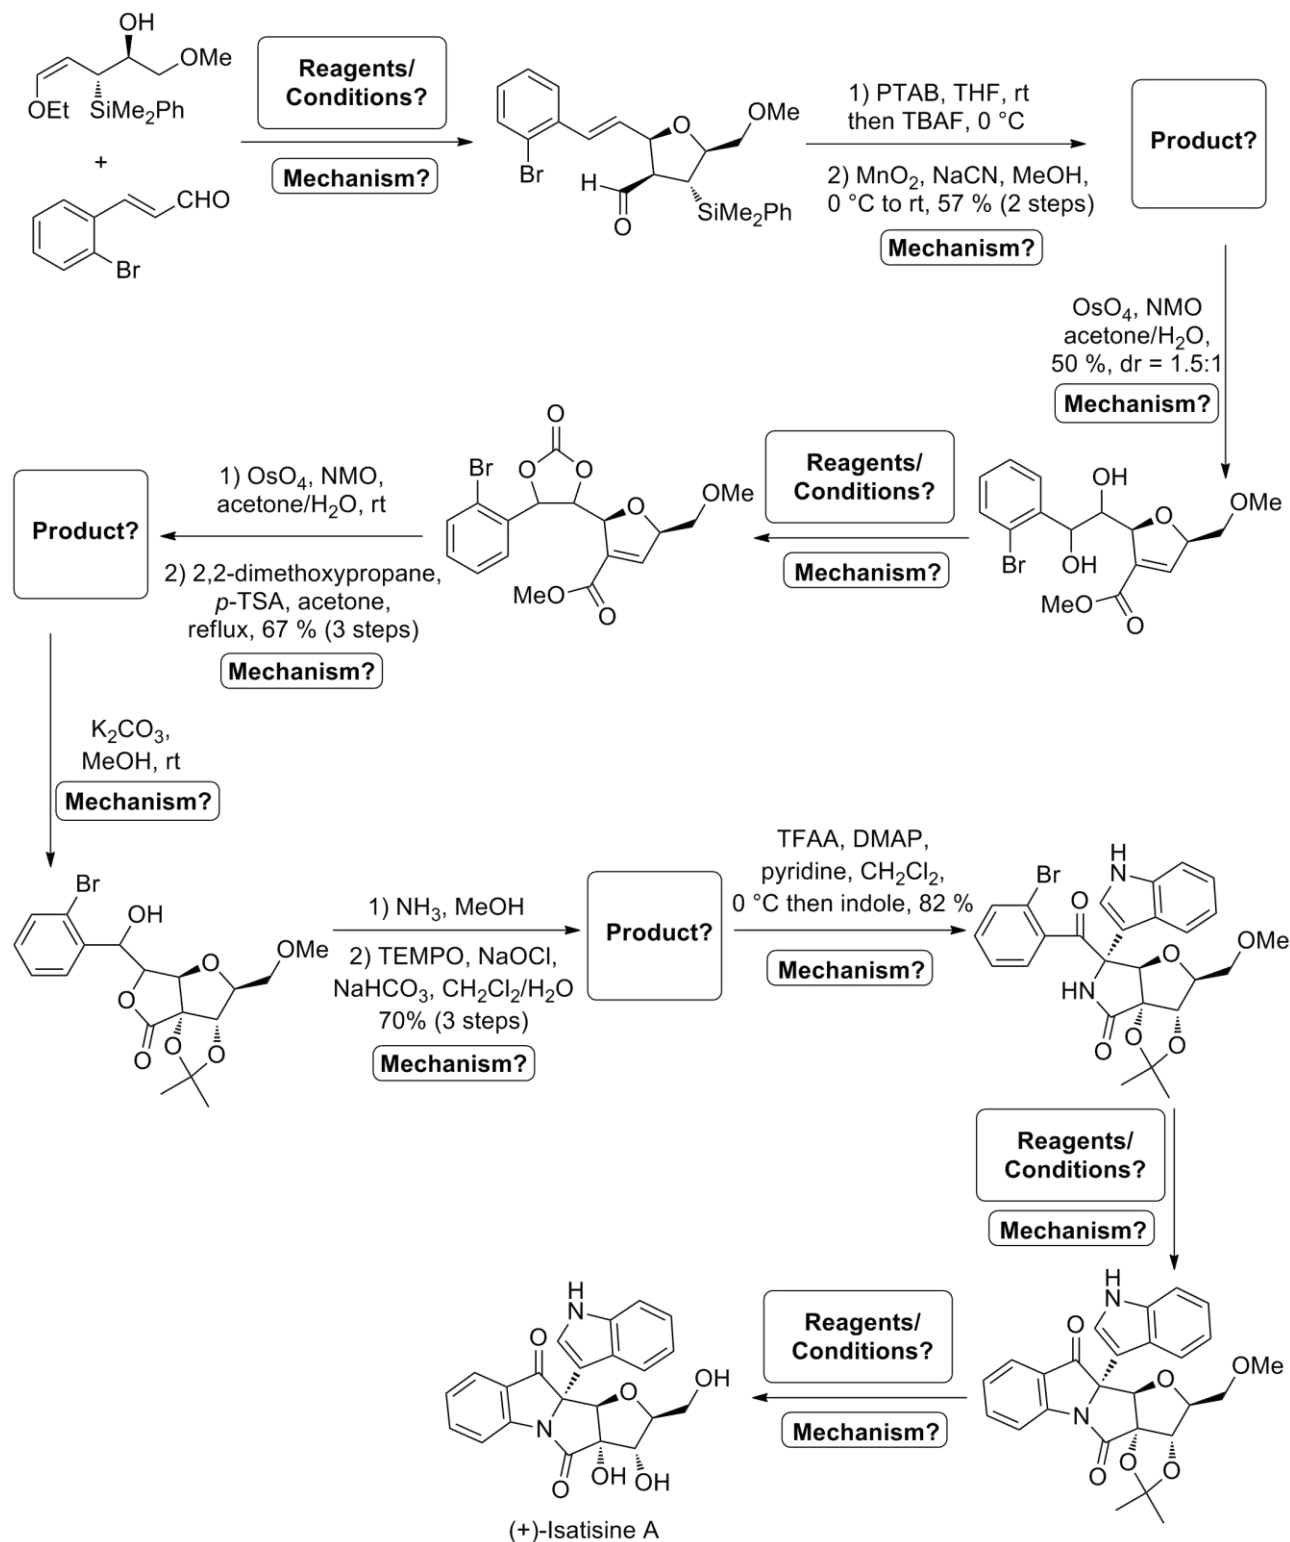 OH
OMe
OEt
SiMe2Ph
+
CHO
Br
Reagents/
Conditions?
Mechanism?
O
OMe
Br
H
O
SiMe2Ph
1) PTAB, THF, rt
then TBAF, 0 °C
2) MnO2, NaCN, MeOH,
0 °C to rt, 57 % (2 steps)
Mechanism?
Product?
OsO4, NMO
acetone/H2O,
50 %, dr = 1.5:1
Mechanism?
OH
O
OMe
Br
OH
MeO
O
Reagents/
Conditions?
Mechanism?
O
Br
O
O
O
OMe
MeO
O
1) OsO4, NMO,
acetone/H2O, rt
2) 2,2-dimethoxypropane,
p-TSA, acetone,
reflux, 67 % (3 steps)
Mechanism?
Product?
K2CO3,
MeOH, rt
Mechanism?
Br
OH
O
OMe
O
O
O
O
1) NH3, MeOH
2) TEMPO, NaOCl,
NaHCO3, CH2Cl2/H2O
70% (3 steps)
Mechanism?
Product?
TFAA, DMAP,
pyridine, CH2Cl2,
0 °C then indole, 82 %
Mechanism?
H
N
Br
O
O
OMe
HN
O
O
O
Reagents/
Conditions?
Mechanism?
H
N
O
O
OMe
N
O
O
O
Reagents/
Conditions?
Mechanism?
H
N
O
O
OH
N
O
OH
OH
(+)-Isatisine A